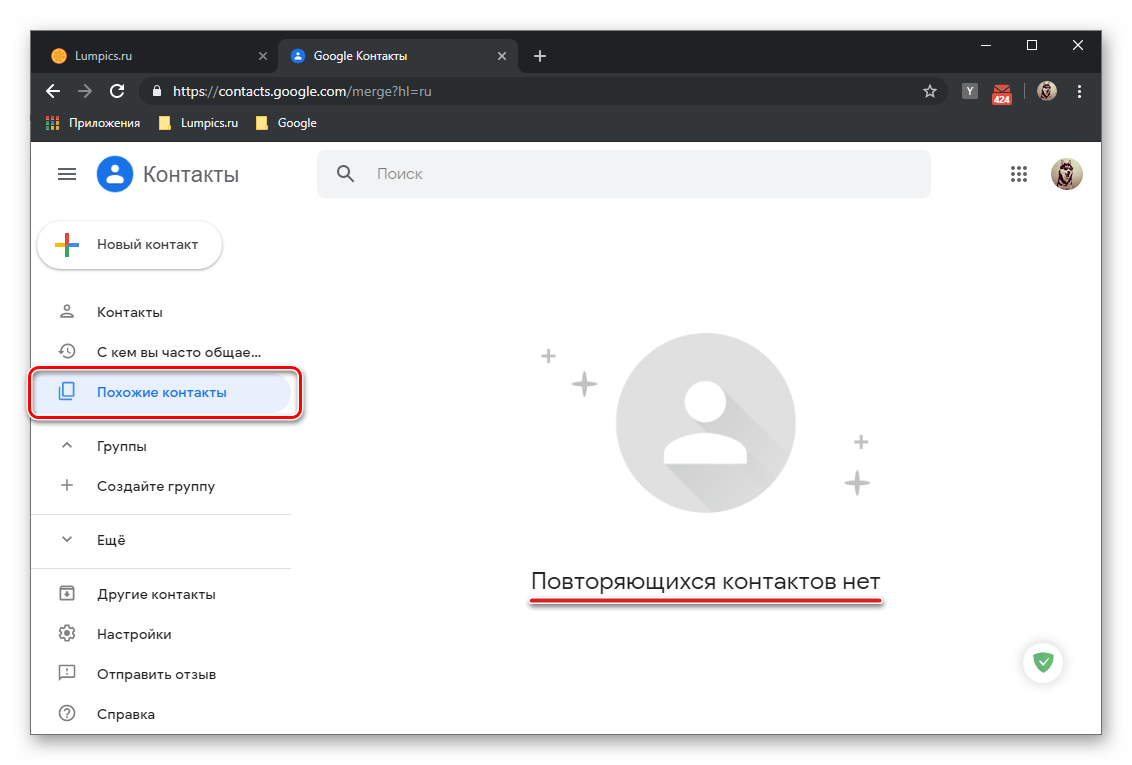 Lumpics.ru
Google Контакты
https://contacts.google.com/merge?hl=ru
Y
424
Приложения Lumpics.ru Google
Контакты
Поиск
Новый контакт
Контакты
С кем вы часто общае...
Похожие контакты
Группы
Создайте группу
Ещё
Другие контакты
Настройки
Отправить отзыв
Справка
Повторяющихся контактов нет